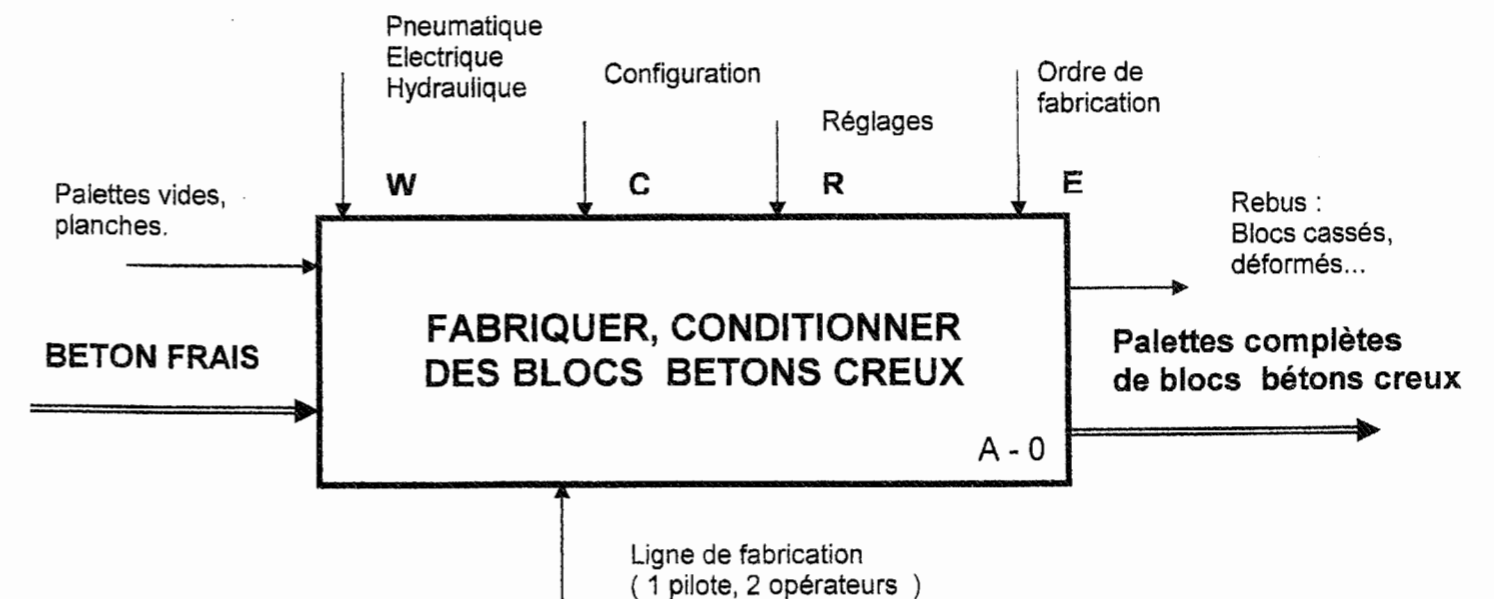 Pneumatique
Electrique
Hydraulique
Configuration
Ordre de
fabrication
Réglages
W
C
R
E
Palettes vides,
planches.
Rebus :
Blocs cassés,
déformés...
FABRIQUER, CONDITIONNER
DES BLOCS BETONS CREUX
BETON FRAIS
Palettes complètes
de blocs bétons creux
A - 0
Ligne de fabrication
( 1 pilote, 2 opérateurs )